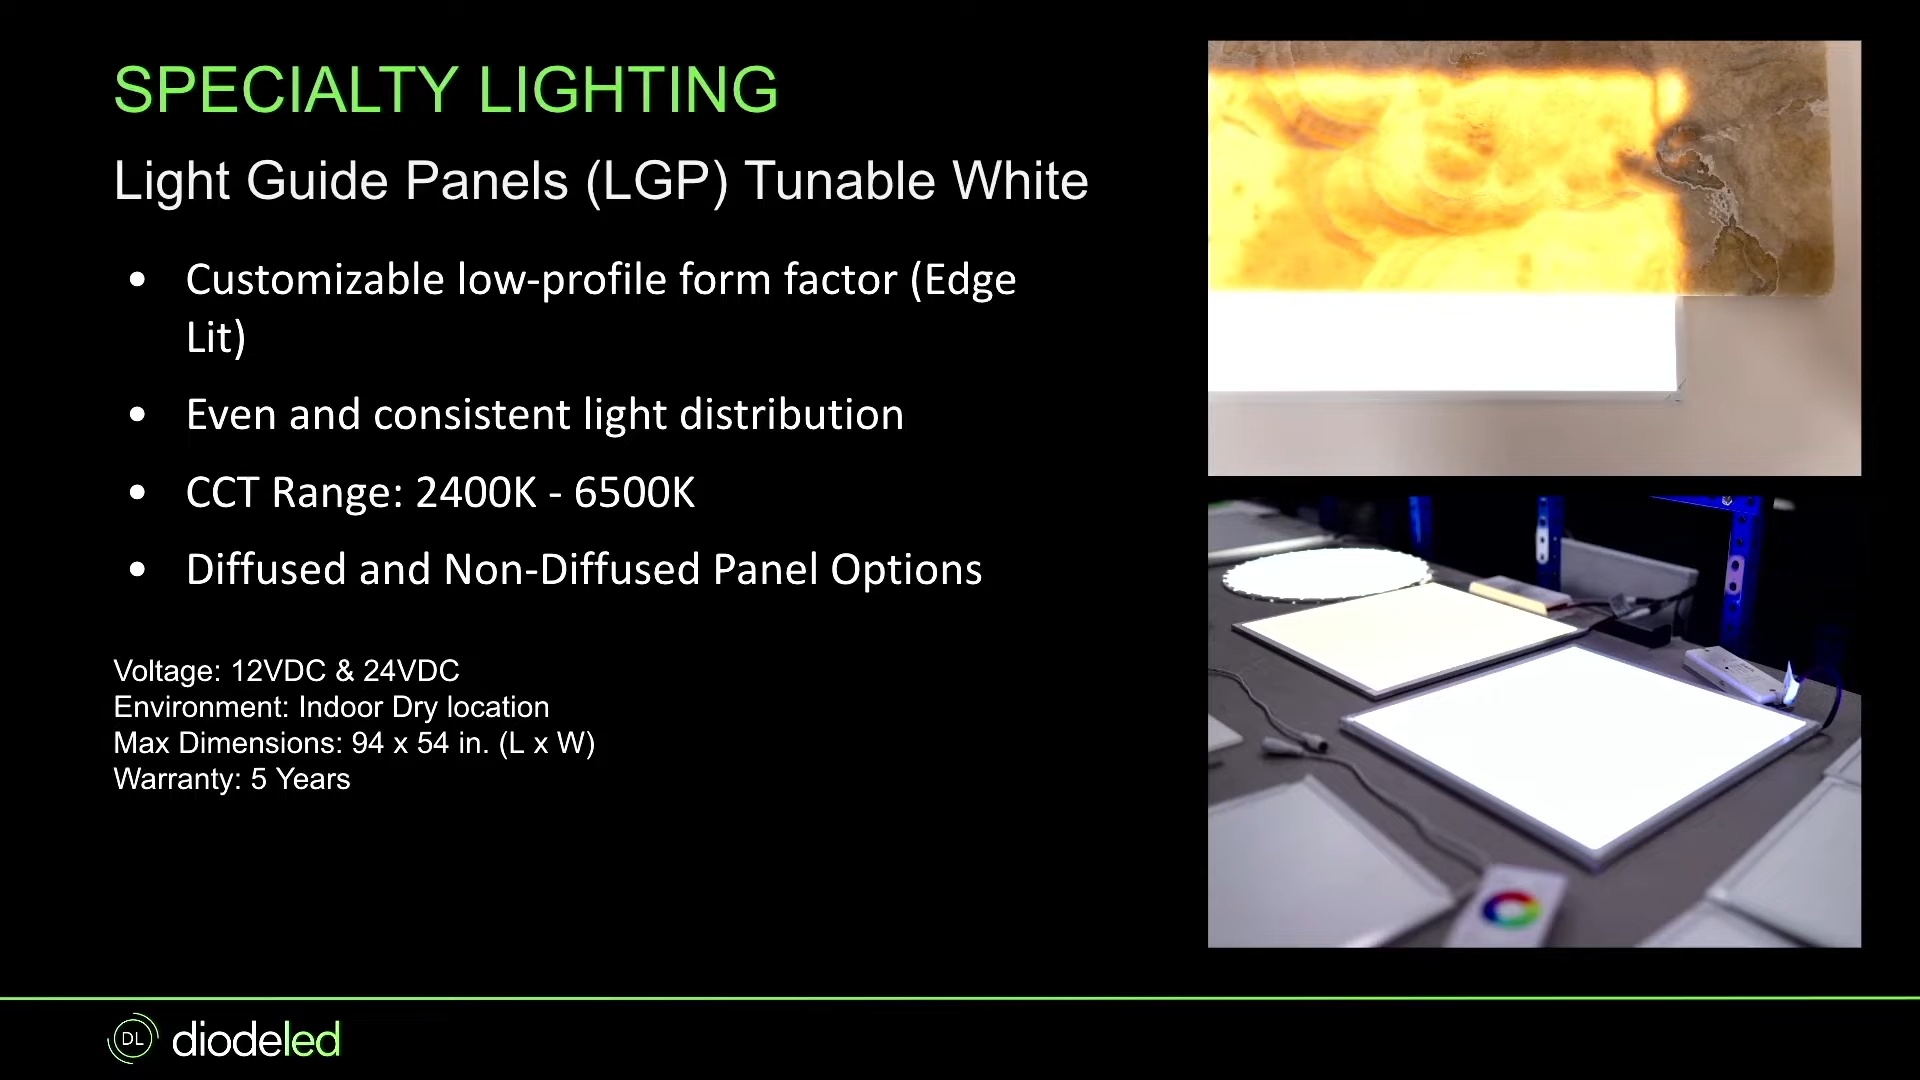 SPECIALTY LIGHTING
Light Guide Panels (LGP) Tunable White
• Customizable low-profile form factor (Edge
Lit)
• Even and consistent light distribution
• CCT Range: 2400K - 6500K
• Diffused and Non-Diffused Panel Options
Voltage: 12VDC & 24VDC
Environment: Indoor Dry location
Max Dimensions: 94 x 54 in. (L x W)
Warranty: 5 Years
DL diodeled